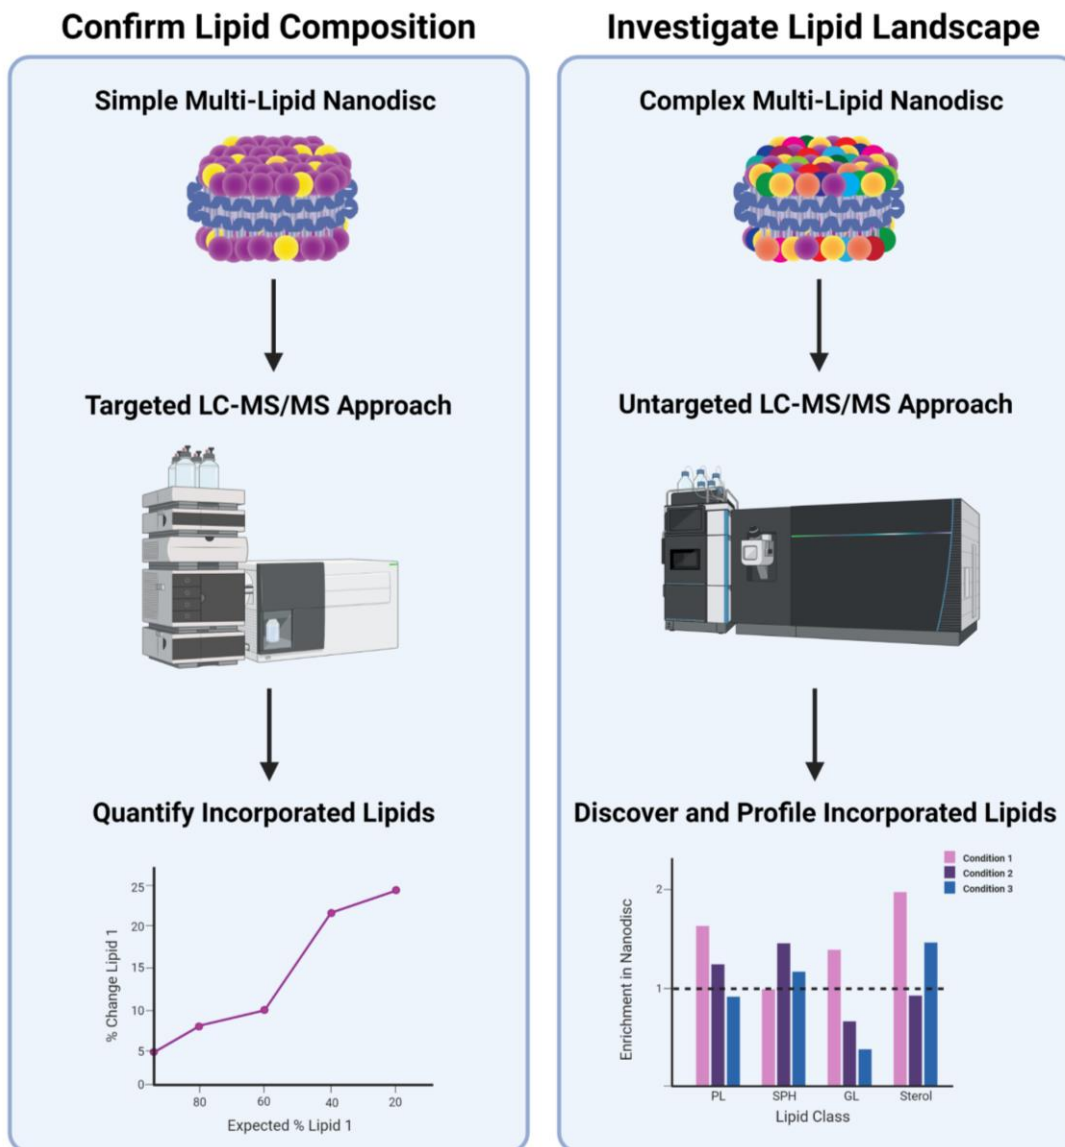 Confirm Lipid Composition
Simple Multi-Lipid Nanodisc
Targeted LC-MS/MS Approach
Quantify Incorporated Lipids
% Change Lipid 1
25
20
15
10
5
0
80
60
40
20
Expected % Lipid 1
Investigate Lipid Landscape
Complex Multi-Lipid Nanodisc
Untargeted LC-MS/MS Approach
Discover and Profile Incorporated Lipids
Condition 1
Condition 2
Condition 3
Enrichment in Nanodisc
2
1
PL
SPH
GL
Sterol
Lipid Class